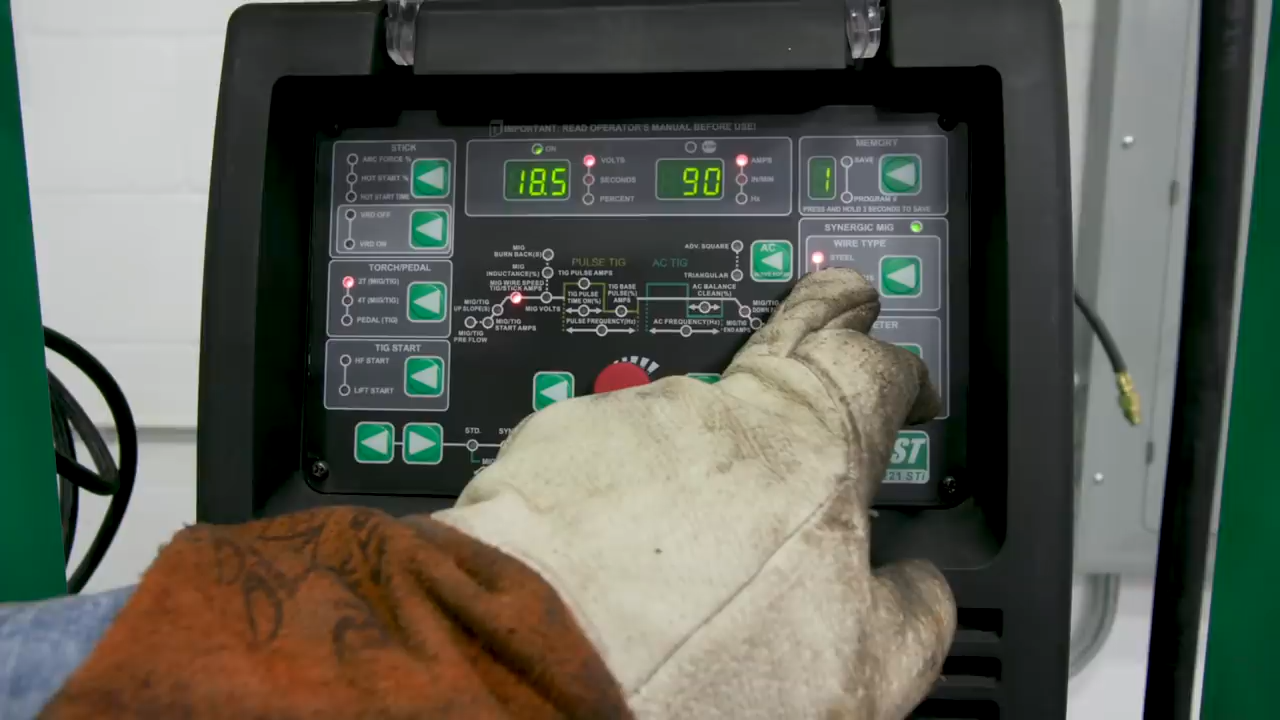 IMPORTANT: READ OPERATOR'S MANUAL BEFORE USE!
STICK
ARC FORCE %
HOT START %
HOT START TIME
VRD OFF
VRD ON
TORCH/PEDAL
2T (MIG/TIG)
4T (MIG/TIG)
PEDAL (TIG)
TIG START
HF START
LIFT START
ON
18.5
VOLTS
SECONDS
PERCENT
90
AMPS
IN/MIN
Hz
MEMORY
1
SAVE
PROGRAM #
PRESS AND HOLD 3 SECONDS TO SAVE
SYNERGIC MIG
WIRE TYPE
STEEL
MIG
BURN BACK(S)
MIG
INDUCTANCE(%)
MIG WIRE SPEED
TIG/STICK AMPS
MIG/TIG
UP SLOPE(S)
MIG/TIG
PRE FLOW
MIG/TIG
START AMPS
MIG VOLTS
PULSE TIG
TIG PULSE AMPS
TIG PULSE
TIME ON(%)
TIG BASE
PULSE(%)
AMPS
PULSE FREQUENCY(Hz)
AC TIG
ADV. SQUARE
TRIANGULAR
AC
AC BALANCE
CLEAN(%)
AC FREQUENCY(Hz)
MIG/TIG
DOWN
MIG/TIG
END AMPS
STD.
ST
21 STi